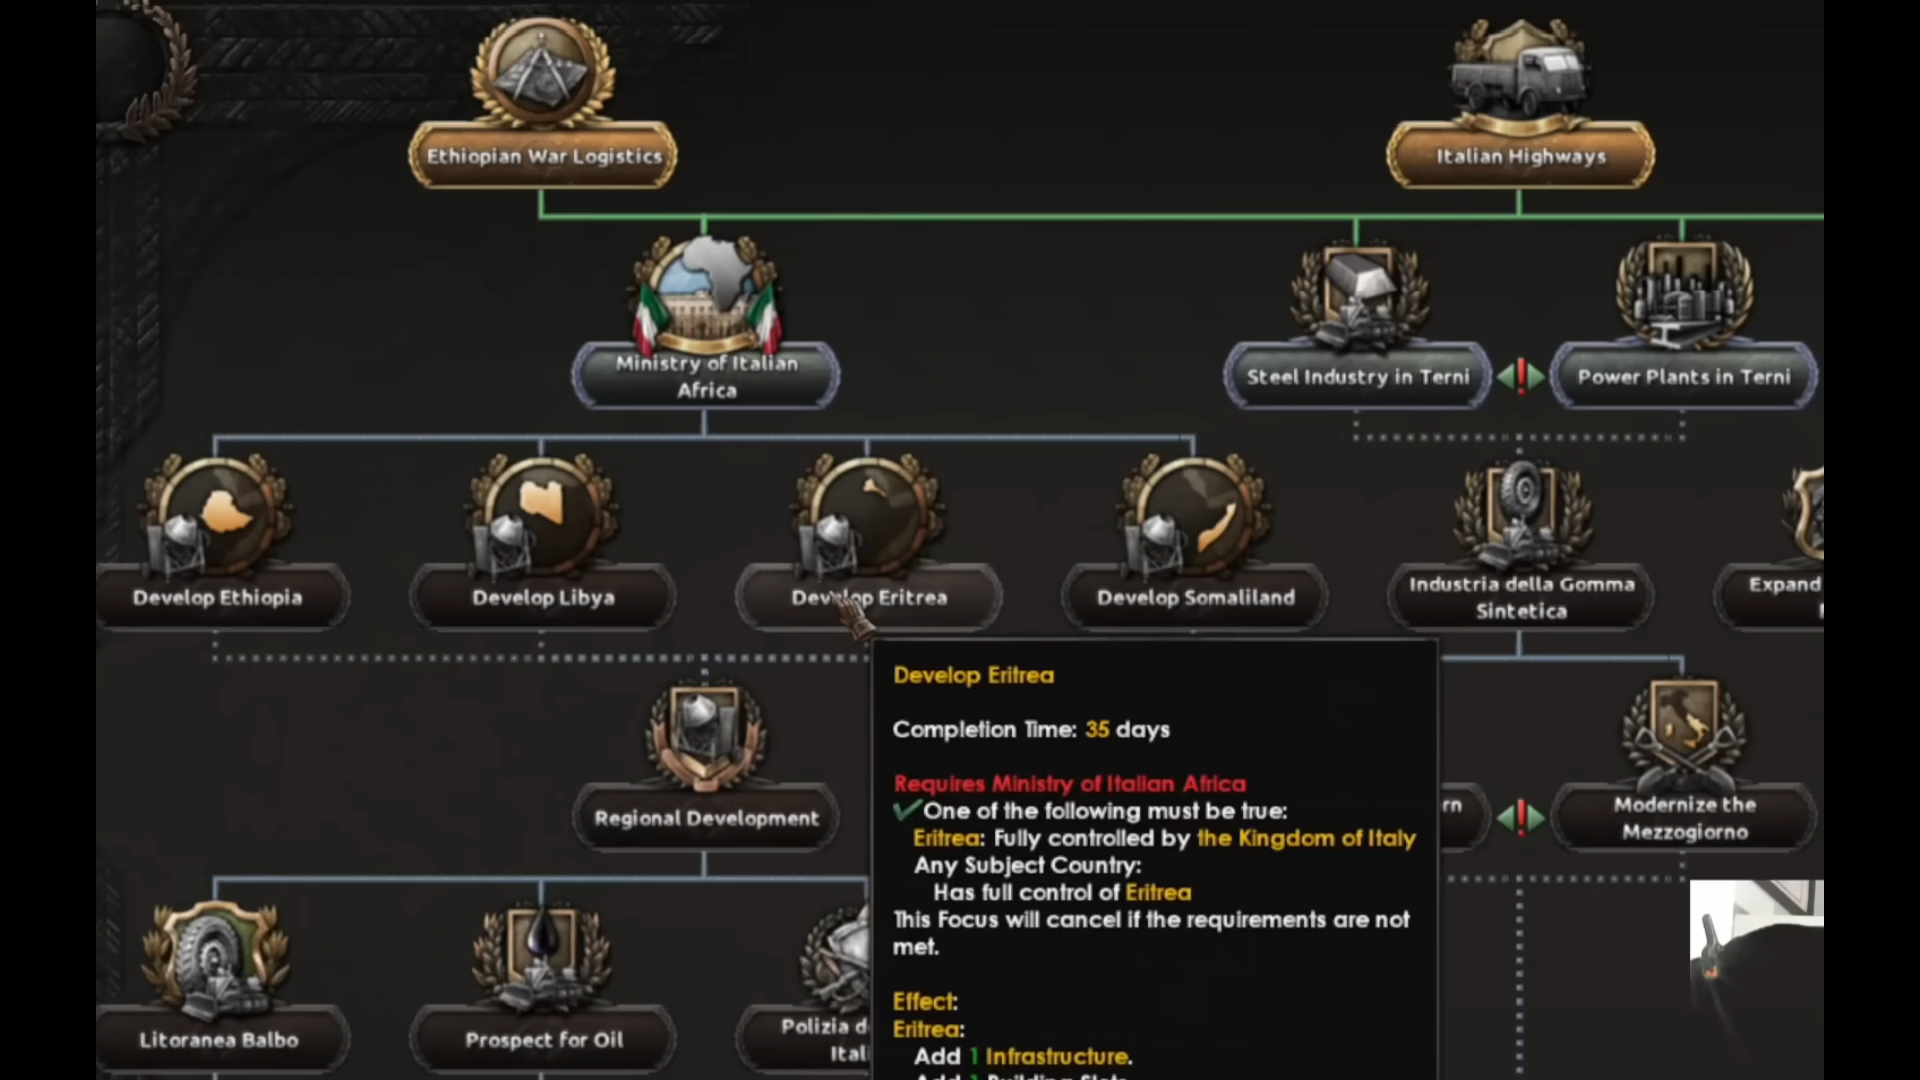 Ethiopian War Logistics
Italian Highways
Ministry of Italian
Africa
Steel Industry in Terni
Power Plants in Terni
Develop Ethiopia
Develop Libya
Develop Eritrea
Develop Somaliland
Industria della Gomma
Sintetica
Expand
Regional Development
rn
Modernize the
Mezzogiorno
Litoranea Balbo
Prospect for Oil
Polizia d
Itali
Develop Eritrea
Completion Time: 35 days
Requires Ministry of Italian Africa
One of the following must be true:
Eritrea: Fully controlled by the Kingdom of Italy
Any Subject Country:
Has full control of Eritrea
This Focus will cancel if the requirements are not
met.
Effect:
Eritrea:
Add 1 Infrastructure.